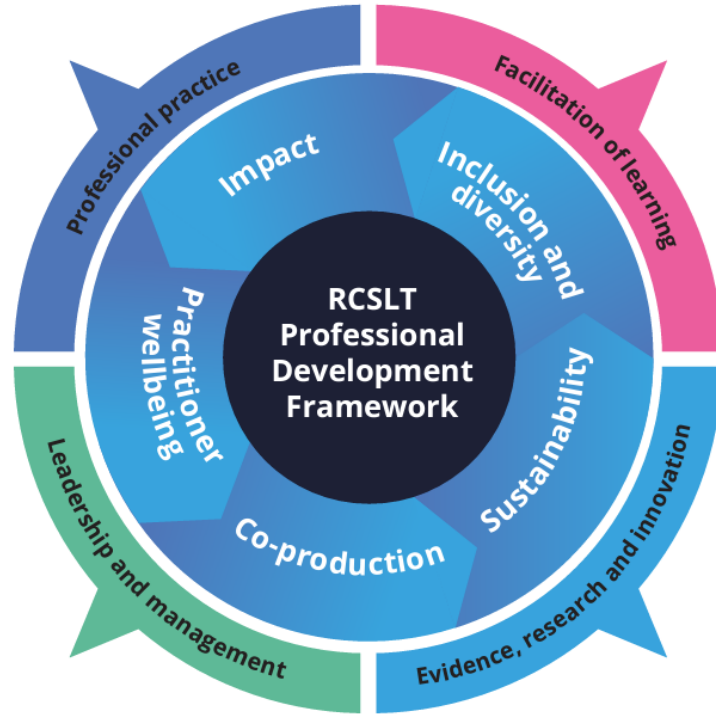 RCSLT
Professional
Development
Framework
Impact
Inclusion and
diversity
Sustainability
Co-production
Practitioner
wellbeing
Professional practice
Facilitation of learning
Evidence, research and innovation
Leadership and management